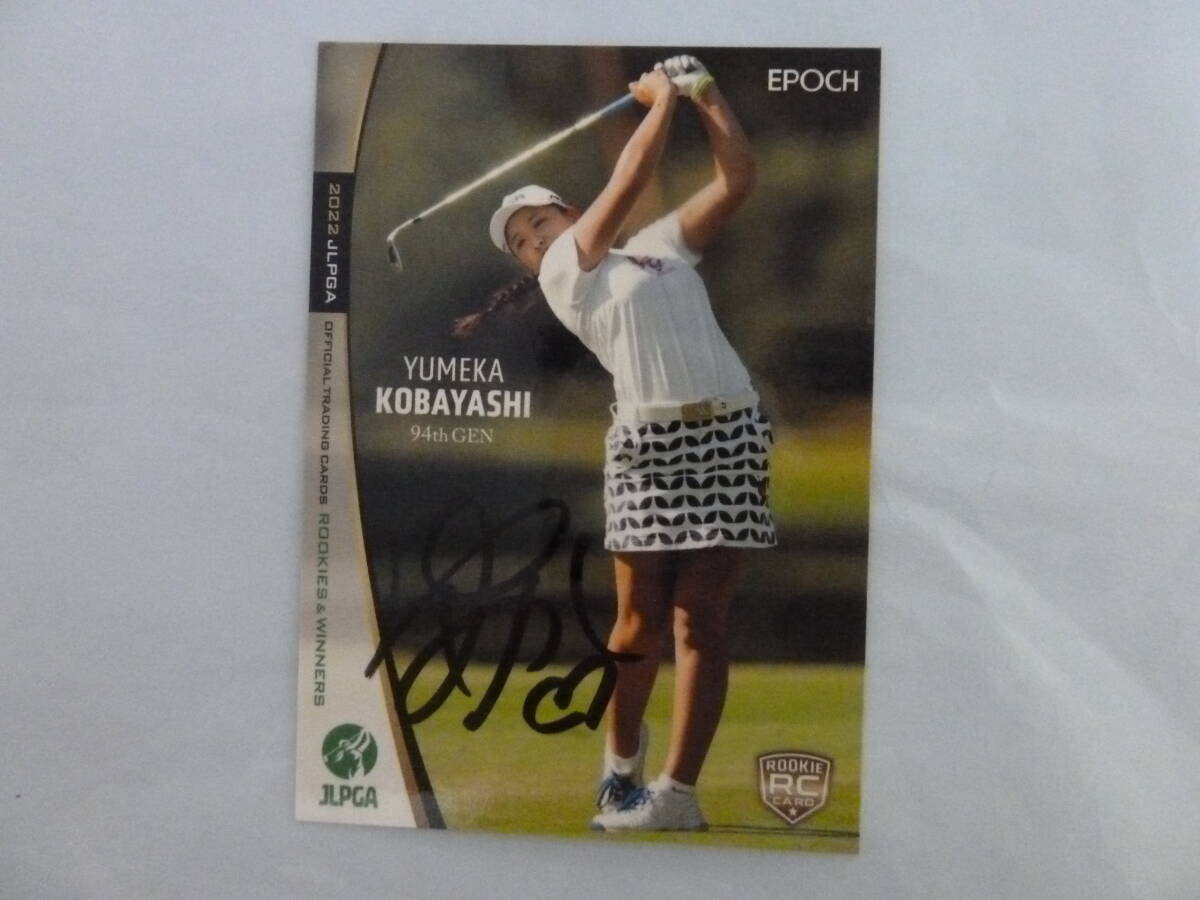 EPOCH
2022 JLPGA OFFICIAL TRADING CARDS ROOKIES & WINNERS
YUMEKA
KOBAYASHI
94th GEN
JLPGA
ROOKIE
RC
CARD